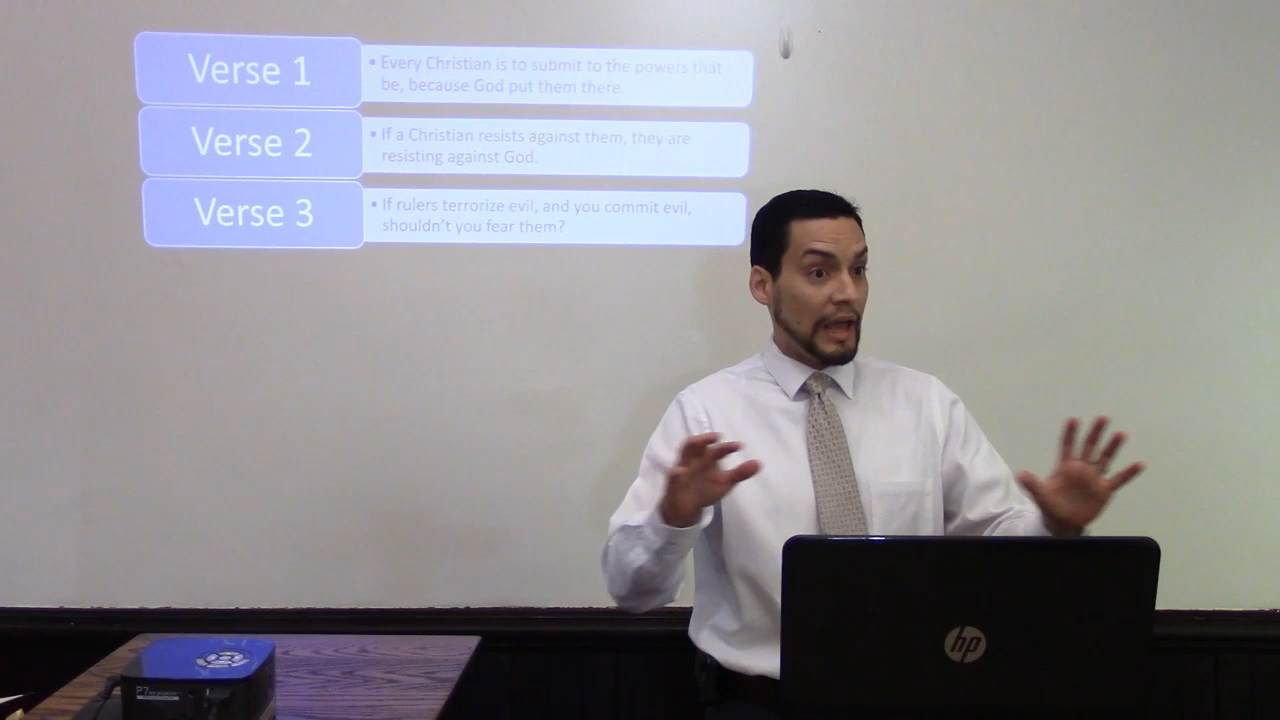 Verse 1
• Every Christian is to submit to the powers that
be, because God put them there.
Verse 2
• If a Christian resists against them, they are
resisting against God.
Verse 3
• If rulers terrorize evil, and you commit evil,
shouldn't you fear them?
hp
P7